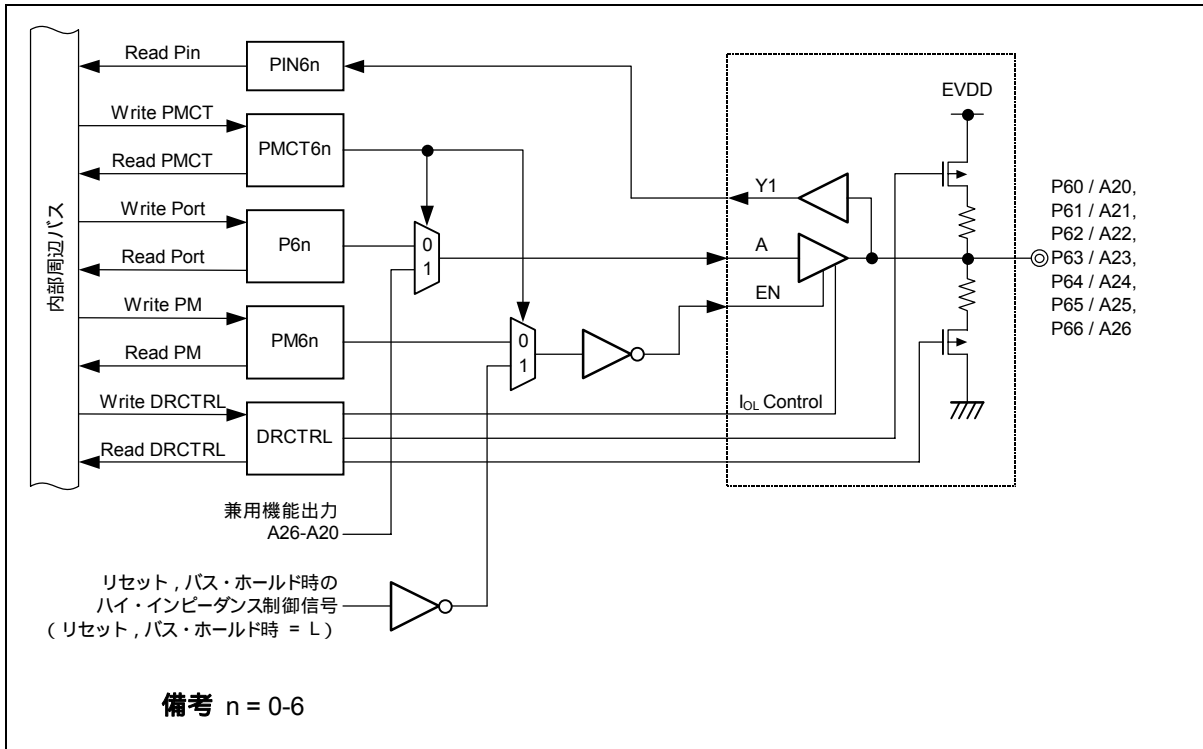 Read Pin
PIN6n
Write PMCT
PMCT6n
Read PMCT
Write Port
P6n
Read Port
Write PM
PM6n
Read PM
Write DRCTRL
DRCTRL
Read DRCTRL
内部周辺バス
0
1
0
1
兼用機能出力
A26-A20
リセット,バス・ホールド時の
ハイ・インピーダンス制御信号
(リセット,バス・ホールド時 = L)
EVDD
Y1
A
EN
IOL Control
P60 / A20,
P61 / A21,
P62 / A22,
P63 / A23,
P64 / A24,
P65 / A25,
P66 / A26
備考 n = 0-6